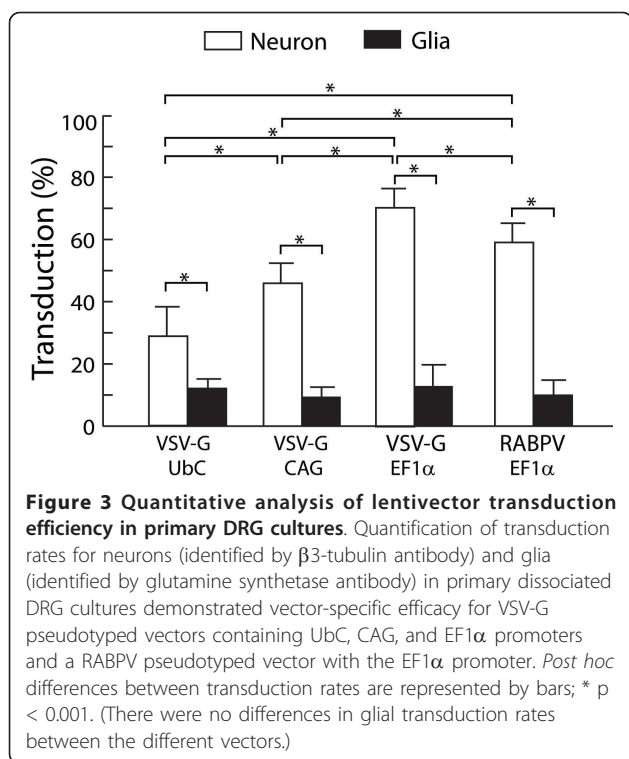 Neuron Glia
*
*
*
* * *
*
*
*
*
100
80
60
40
20
0
Transduction (%)
VSV-G VSV-G VSV-G RABPV
UbC CAG EF1α EF1α
Figure 3 Quantitative analysis of lentivector transduction
efficiency in primary DRG cultures. Quantification of transduction
rates for neurons (identified by β3-tubulin antibody) and glia
(identified by glutamine synthetase antibody) in primary dissociated
DRG cultures demonstrated vector-specific efficacy for VSV-G
pseudotyped vectors containing UbC, CAG, and EF1α promoters
and a RABPV pseudotyped vector with the EF1α promoter. Post hoc
differences between transduction rates are represented by bars; * p
< 0.001. (There were no differences in glial transduction rates
between the different vectors.)